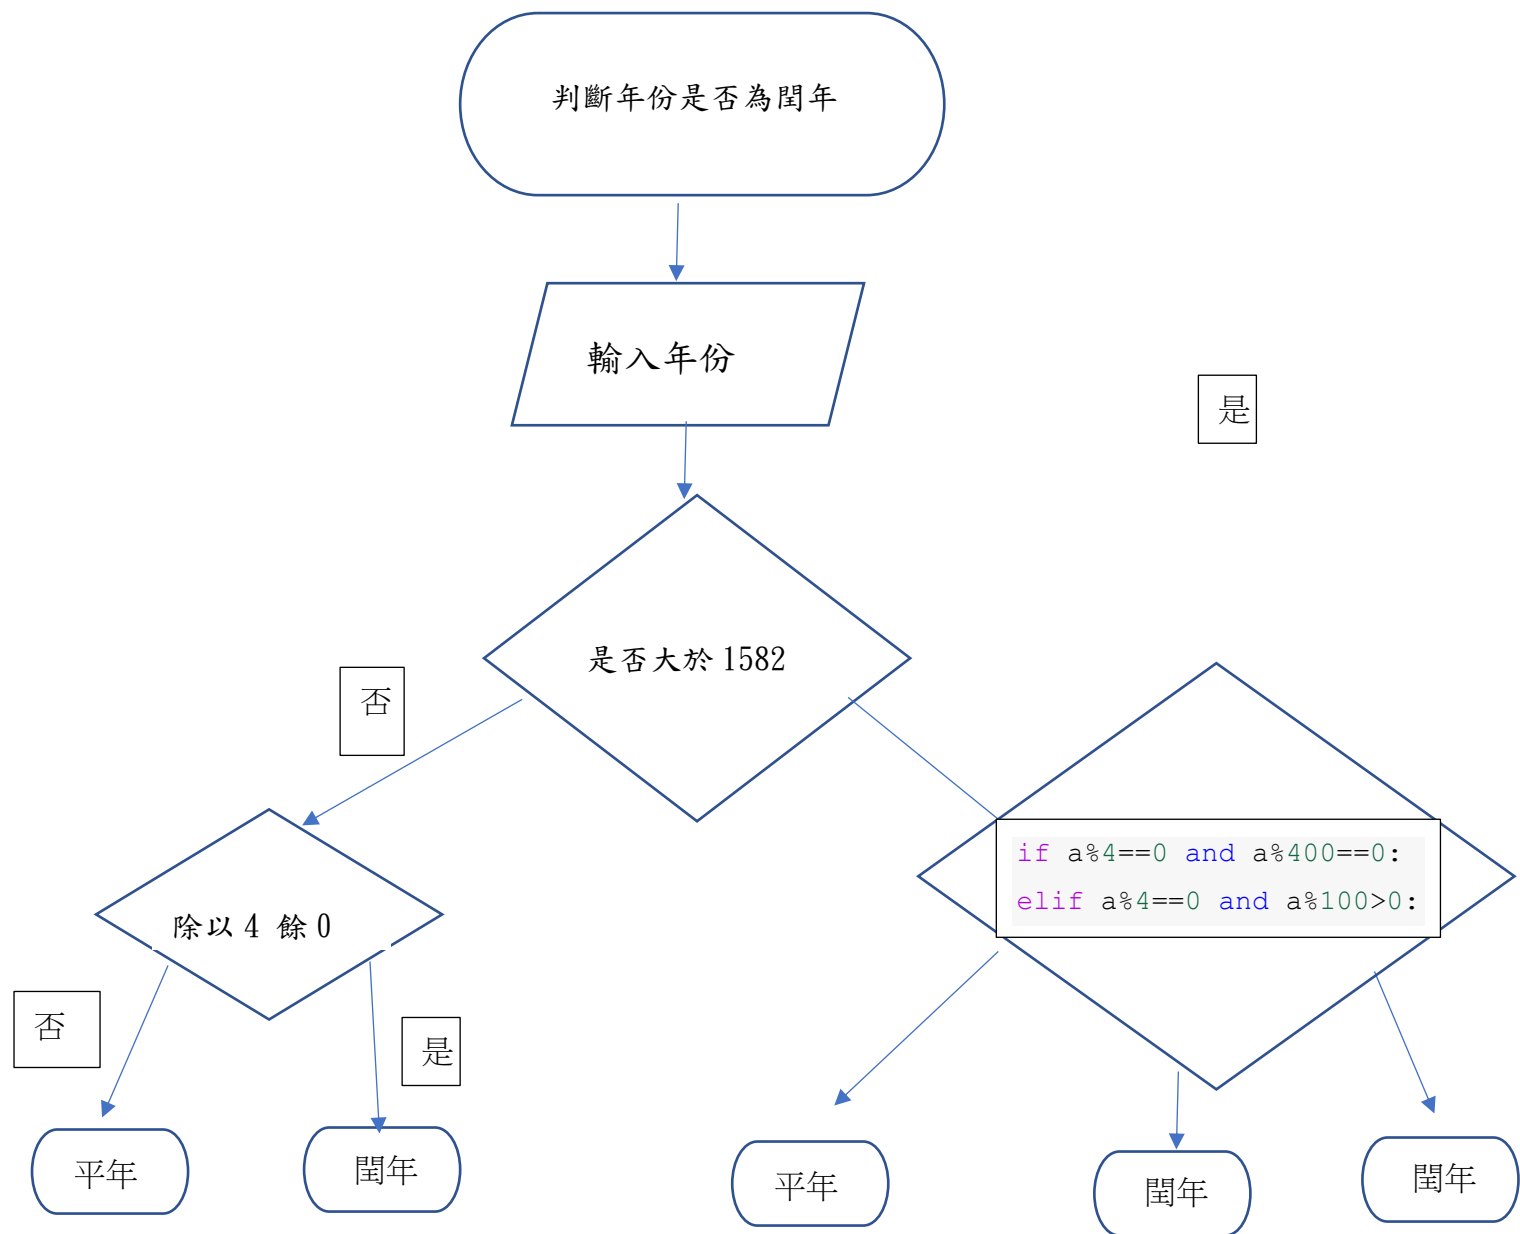 判斷年份是否為閏年
輸入年份
是
是否大於1582
否
if a%4==0 and a%400==0:
elif a%4==0 and a%100>0:
除以4 餘0
否
是
平年
閏年
平年
閏年
閏年